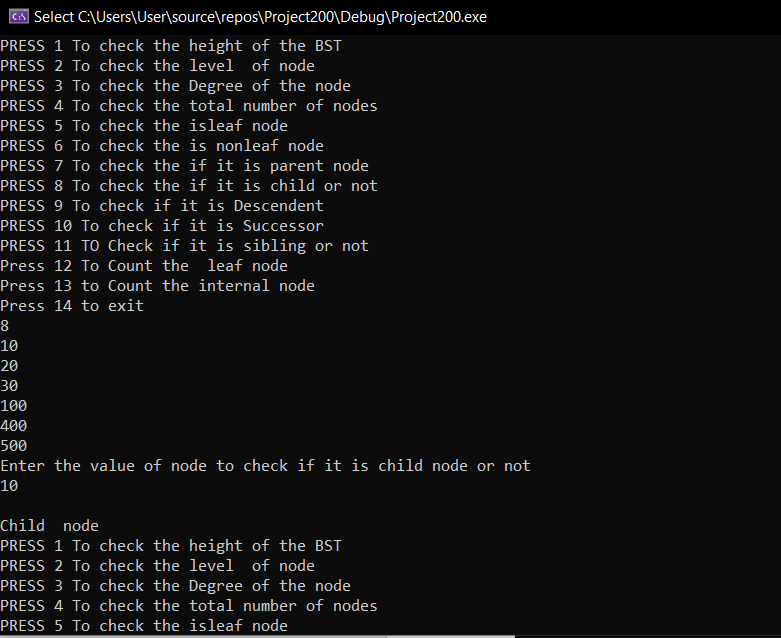 Select C:\Users\User\source\repos\Project200\Debug\Project200.exe
PRESS 1 To check the height of the BST
PRESS 2 To check the level  of node
PRESS 3 To check the Degree of the node
PRESS 4 To check the total number of nodes
PRESS 5 To check the isleaf node
PRESS 6 To check the is nonleaf node
PRESS 7 To check the if it is parent node
PRESS 8 To check the if it is child or not
PRESS 9 To check if it is Descendent
PRESS 10 To check if it is Successor
PRESS 11 TO Check if it is sibling or not
Press 12 To Count the  leaf node
Press 13 to Count the internal node
Press 14 to exit
8
10
20
30
100
400
500
Enter the value of node to check if it is child node or not
10
Child  node
PRESS 1 To check the height of the BST
PRESS 2 To check the level  of node
PRESS 3 To check the Degree of the node
PRESS 4 To check the total number of nodes
PRESS 5 To check the isleaf node